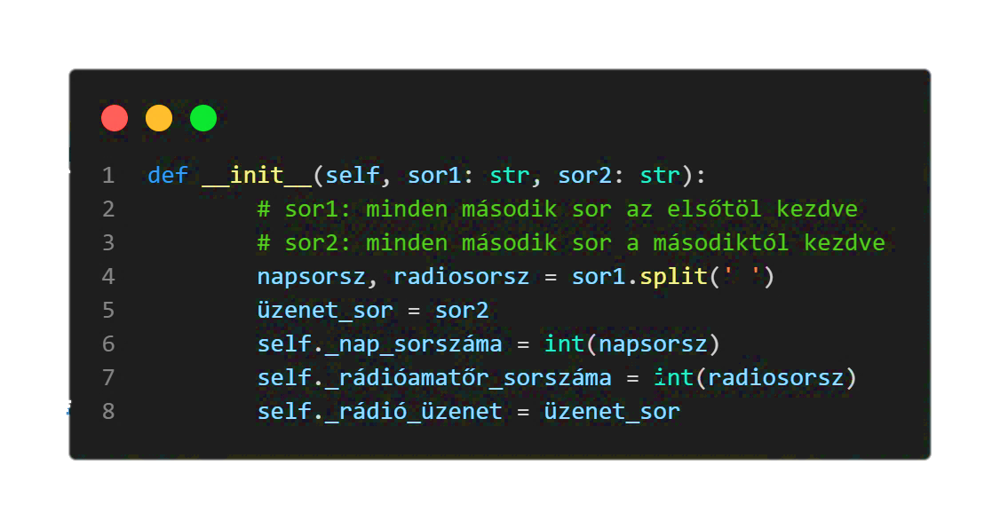 1 def __init__(self, sor1: str, sor2: str):
2 # sor1: minden második sor az elsőtöl kezdve
3 # sor2: minden második sor a másodiktól kezdve
4 napsorsz, radiosorsz = sor1.split(' ')
5 üzenet_sor = sor2
6 self._nap_sorszáma = int(napsorsz)
7 self._rádióamatőr_sorszáma = int(radiosorsz)
8 self._rádió_üzenet = üzenet_sor